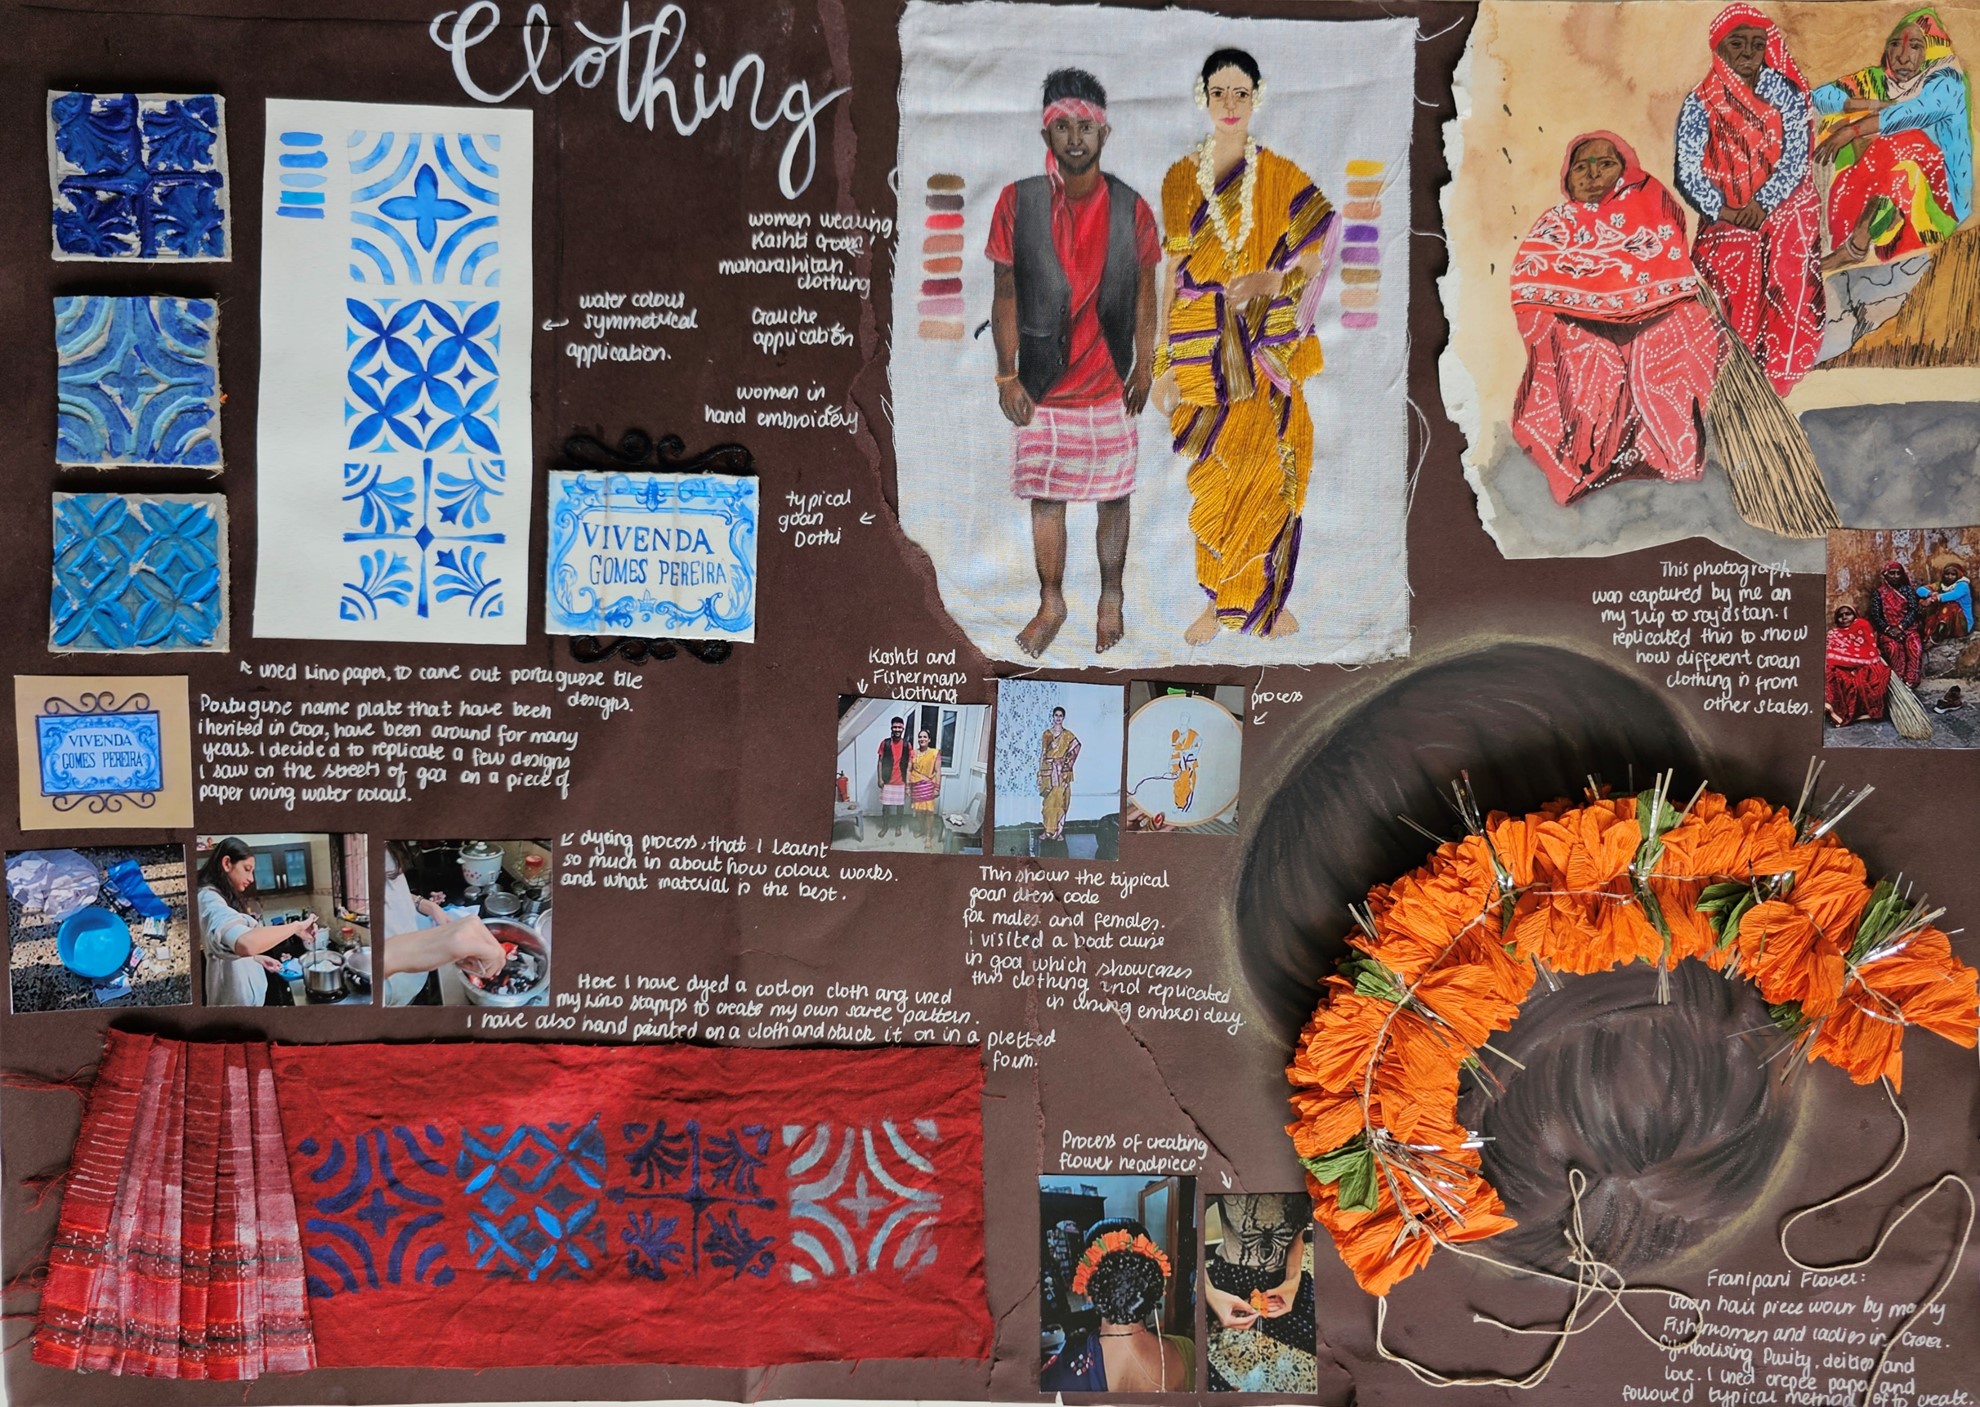 Clothing
women wearing
Kashti
maharashitan
clothing
water colour
symmetrical
application.
Gauche
application
women in
hand embroidery
typical
goan
Dothi
VIVENDA
GOMES PEREIRA
used Lino paper, to carve out portuguese tile
designs.
Portugise name plate that have been
iherited in Goa, have been around for many
years. I decided to replicate a few designs
I saw on the streets of goa on a piece of
paper using water colour.
VIVENDA
GOMES PEREIRA
This photograph
was captured by me on
my trip to rajastan. I
replicated this to show
how different Goan
clothing is from
other states.
Kashti and
Fishermans
clothing
process
dyeing process, that I learnt
so much in about how colour works.
and what material is the best.
This shows the typical
goan dress code
for males and females.
i visited a boat
in goa which showcases
this clothing and replicated
it using embroidery.
Here I have dyed a cotton cloth and used
my Lino stamps to create my own saree pattern.
I have also hand painted on a cloth and stuck it on in a pletted
form.
Process of creating
flower headpiece.
Franipani Flower:
Goan hair piece worn by many
Fisherwomen and ladies in Goa.
Symbolising Purity, deities and
love. I used crepee papa and
followed typical method to create.